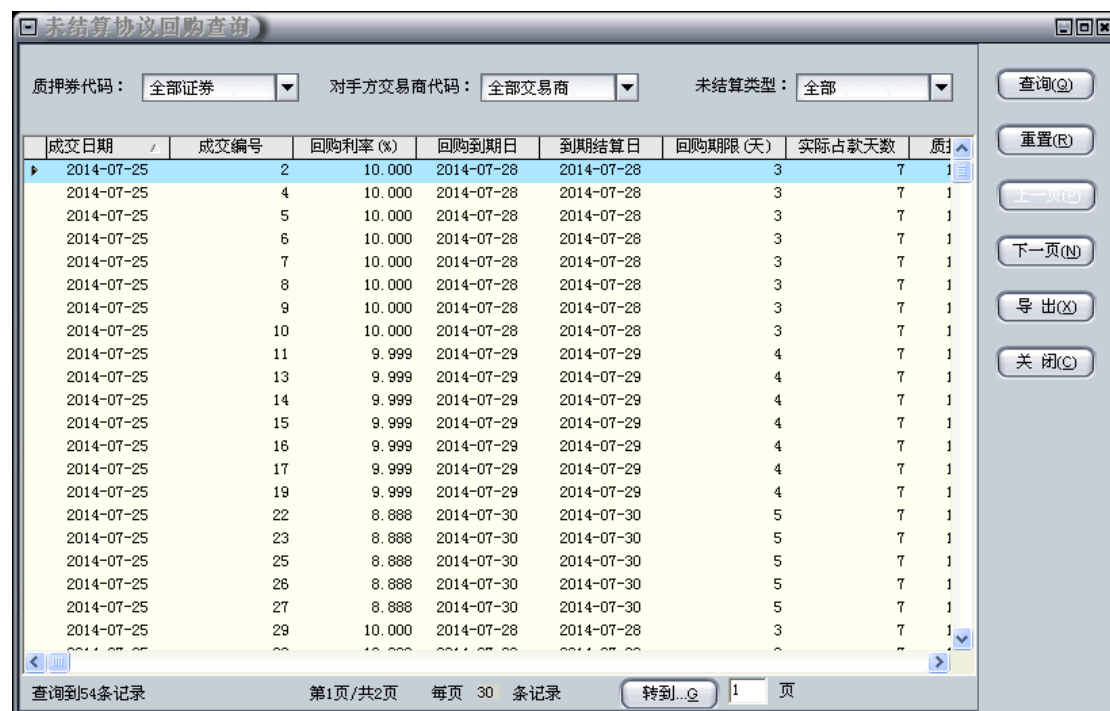 未结算协议回购查询
质押券代码： 全部证券 对手方交易商代码： 全部交易商 未结算类型： 全部
查询(Q)
重置(R)
上一页(P)
下一页(N)
导 出(X)
关 闭(C)
成交日期 成交编号 回购利率(%) 回购到期日 到期结算日 回购期限(天) 实际占款天数
2014-07-25 2 10.000 2014-07-28 2014-07-28 3 7 1
2014-07-25 4 10.000 2014-07-28 2014-07-28 3 7 1
2014-07-25 5 10.000 2014-07-28 2014-07-28 3 7 1
2014-07-25 6 10.000 2014-07-28 2014-07-28 3 7 1
2014-07-25 7 10.000 2014-07-28 2014-07-28 3 7 1
2014-07-25 8 10.000 2014-07-28 2014-07-28 3 7 1
2014-07-25 9 10.000 2014-07-28 2014-07-28 3 7 1
2014-07-25 10 10.000 2014-07-28 2014-07-28 3 7 1
2014-07-25 11 9.999 2014-07-29 2014-07-29 4 7 1
2014-07-25 13 9.999 2014-07-29 2014-07-29 4 7 1
2014-07-25 14 9.999 2014-07-29 2014-07-29 4 7 1
2014-07-25 15 9.999 2014-07-29 2014-07-29 4 7 1
2014-07-25 16 9.999 2014-07-29 2014-07-29 4 7 1
2014-07-25 17 9.999 2014-07-29 2014-07-29 4 7 1
2014-07-25 19 9.999 2014-07-29 2014-07-29 4 7 1
2014-07-25 22 8.888 2014-07-30 2014-07-30 5 7 1
2014-07-25 23 8.888 2014-07-30 2014-07-30 5 7 1
2014-07-25 25 8.888 2014-07-30 2014-07-30 5 7 1
2014-07-25 26 8.888 2014-07-30 2014-07-30 5 7 1
2014-07-25 27 8.888 2014-07-30 2014-07-30 5 7 1
2014-07-25 29 10.000 2014-07-28 2014-07-28 3 7 1
查询到54条记录 第1页/共2页 每页 30 条记录 转到...G 1 页